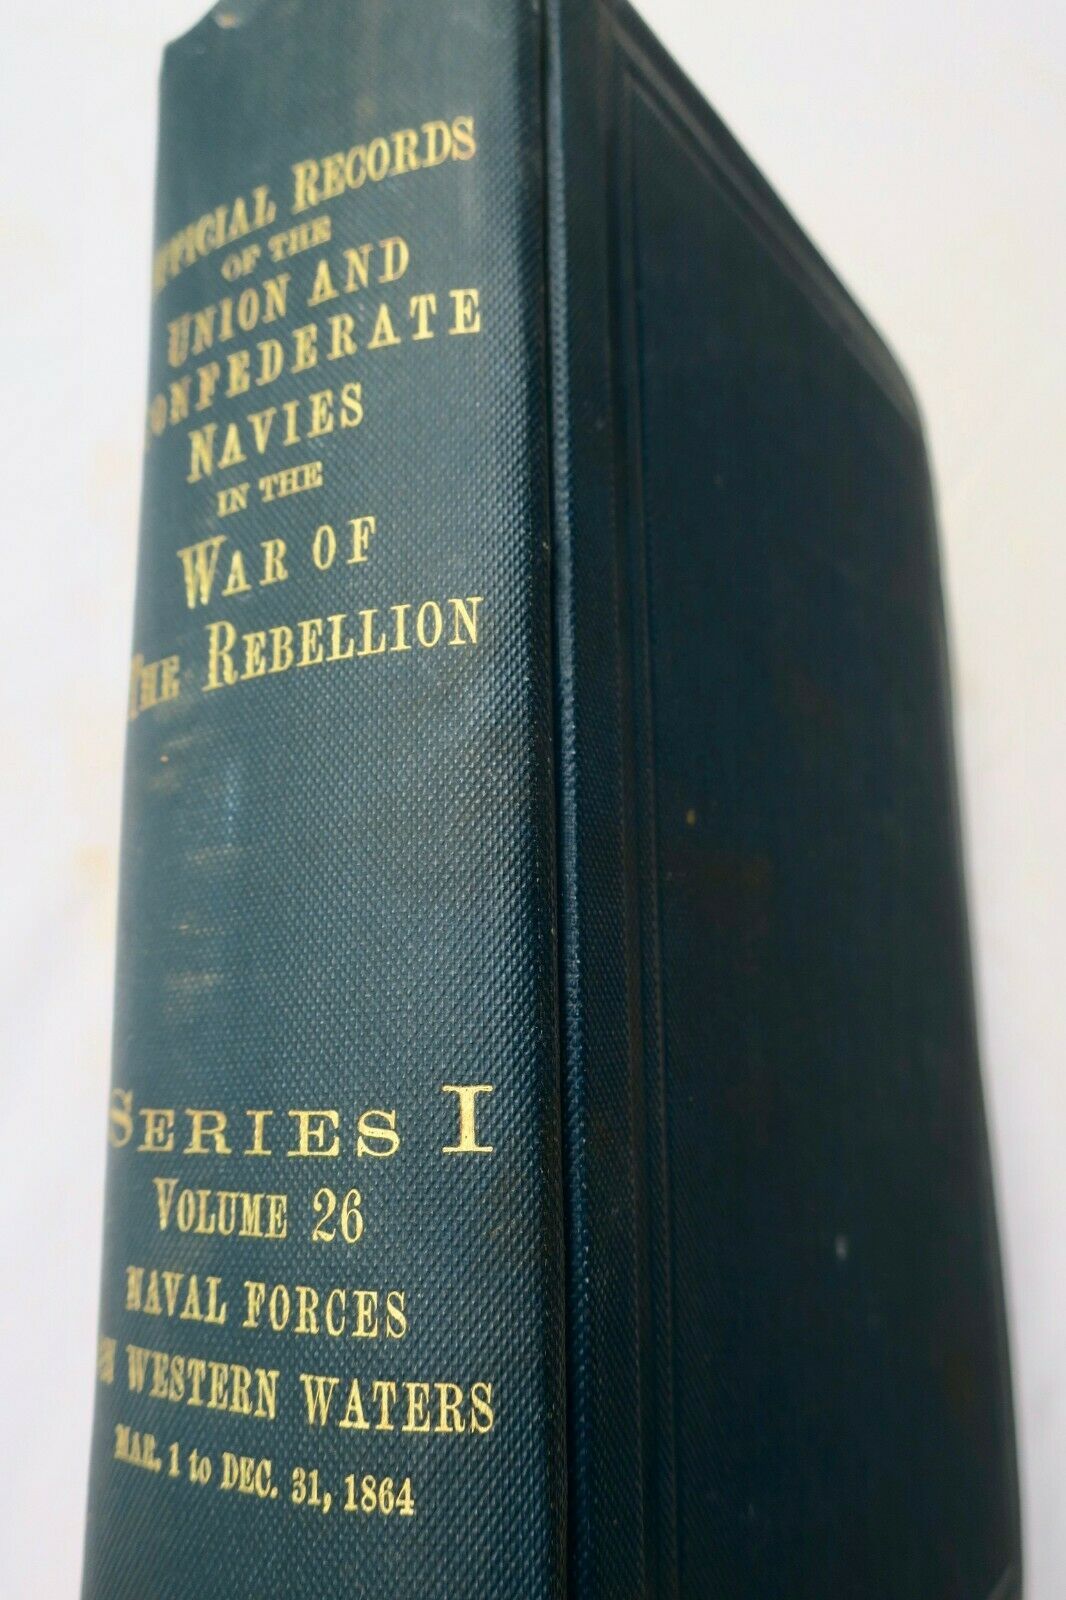 OFFICIAL RECORDS
OF THE
UNION AND
CONFEDERATE
NAVIES
IN THE
WAR OF
THE REBELLION
SERIES I
VOLUME 26
NAVAL FORCES
ON WESTERN WATERS
MAR. 1 to DEC. 31, 1864